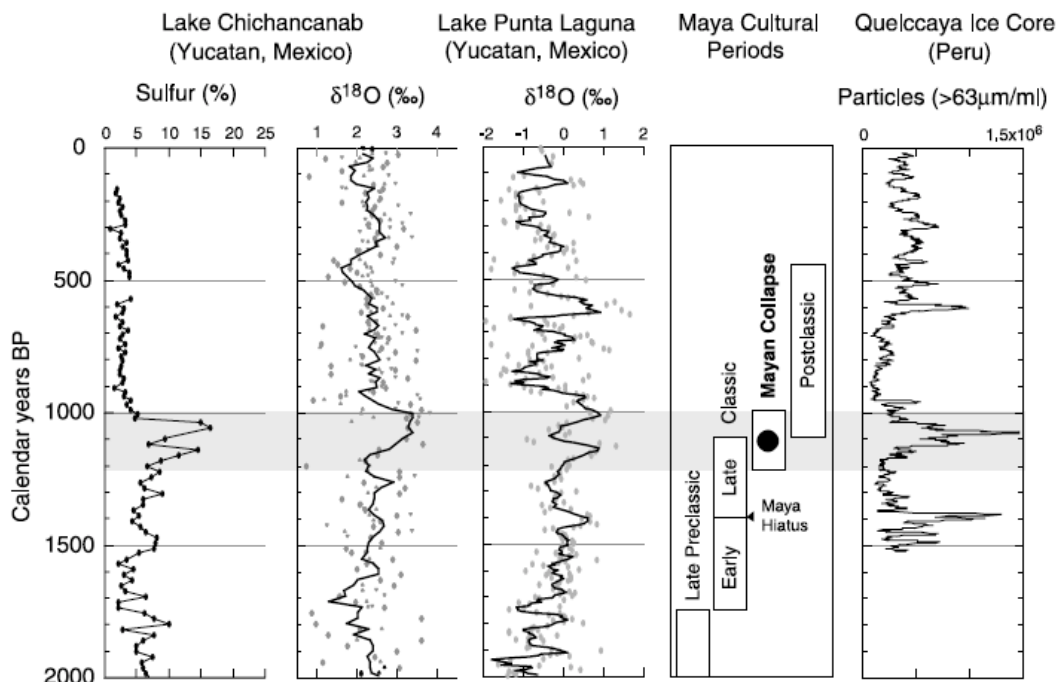 Lake Chichancanab
(Yucatan, Mexico)
Lake Punta Laguna
(Yucatan, Mexico)
Maya Cultural
Periods
Quelccaya Ice Core
(Peru)
Sulfur (%)
δ18O (‰)
δ18O (‰)
Particles (>63μm/ml)
0 5 10 15 20 25
1 2 3 4
-2 -1 0 1 2
0 1,5x10⁶
0
500
1000
1500
2000
Calendar years BP
Late Preclassic
Early
Late
Classic
Mayan Collapse
Postclassic
Maya
Hiatus